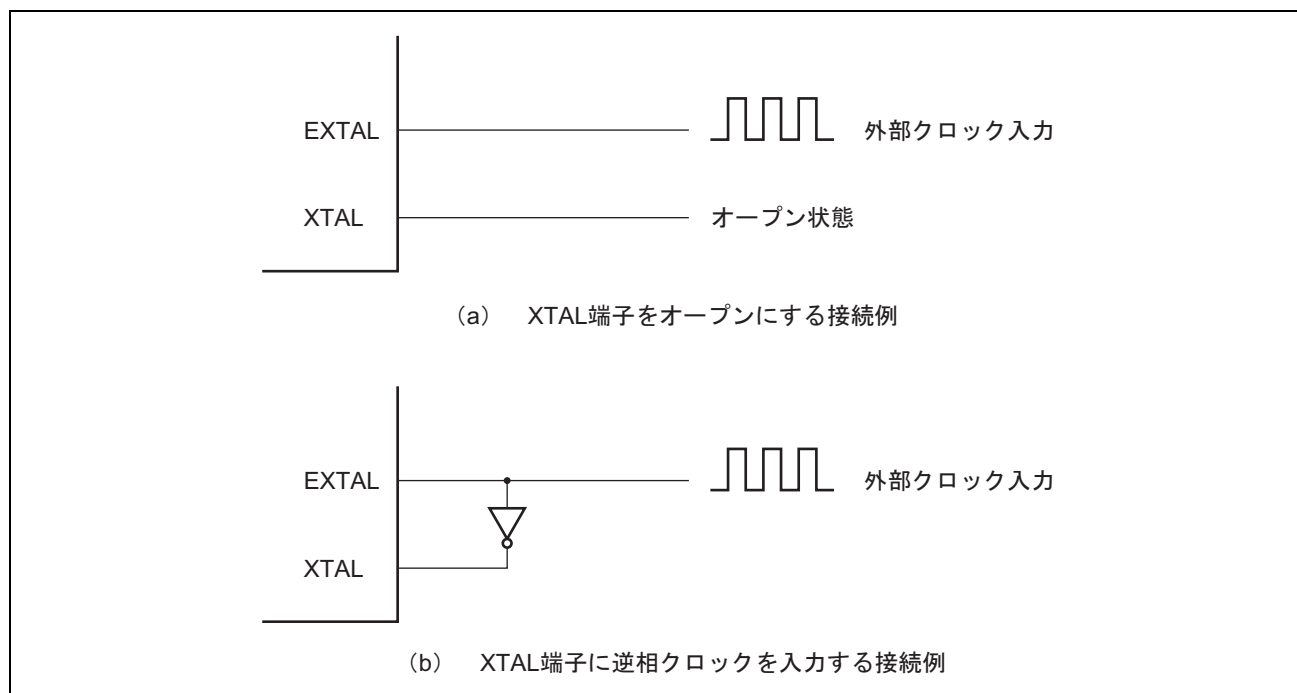 EXTAL 外部クロック入力
XTAL オープン状態
（a） XTAL端子をオープンにする接続例
EXTAL 外部クロック入力
XTAL
（b） XTAL端子に逆相クロックを入力する接続例